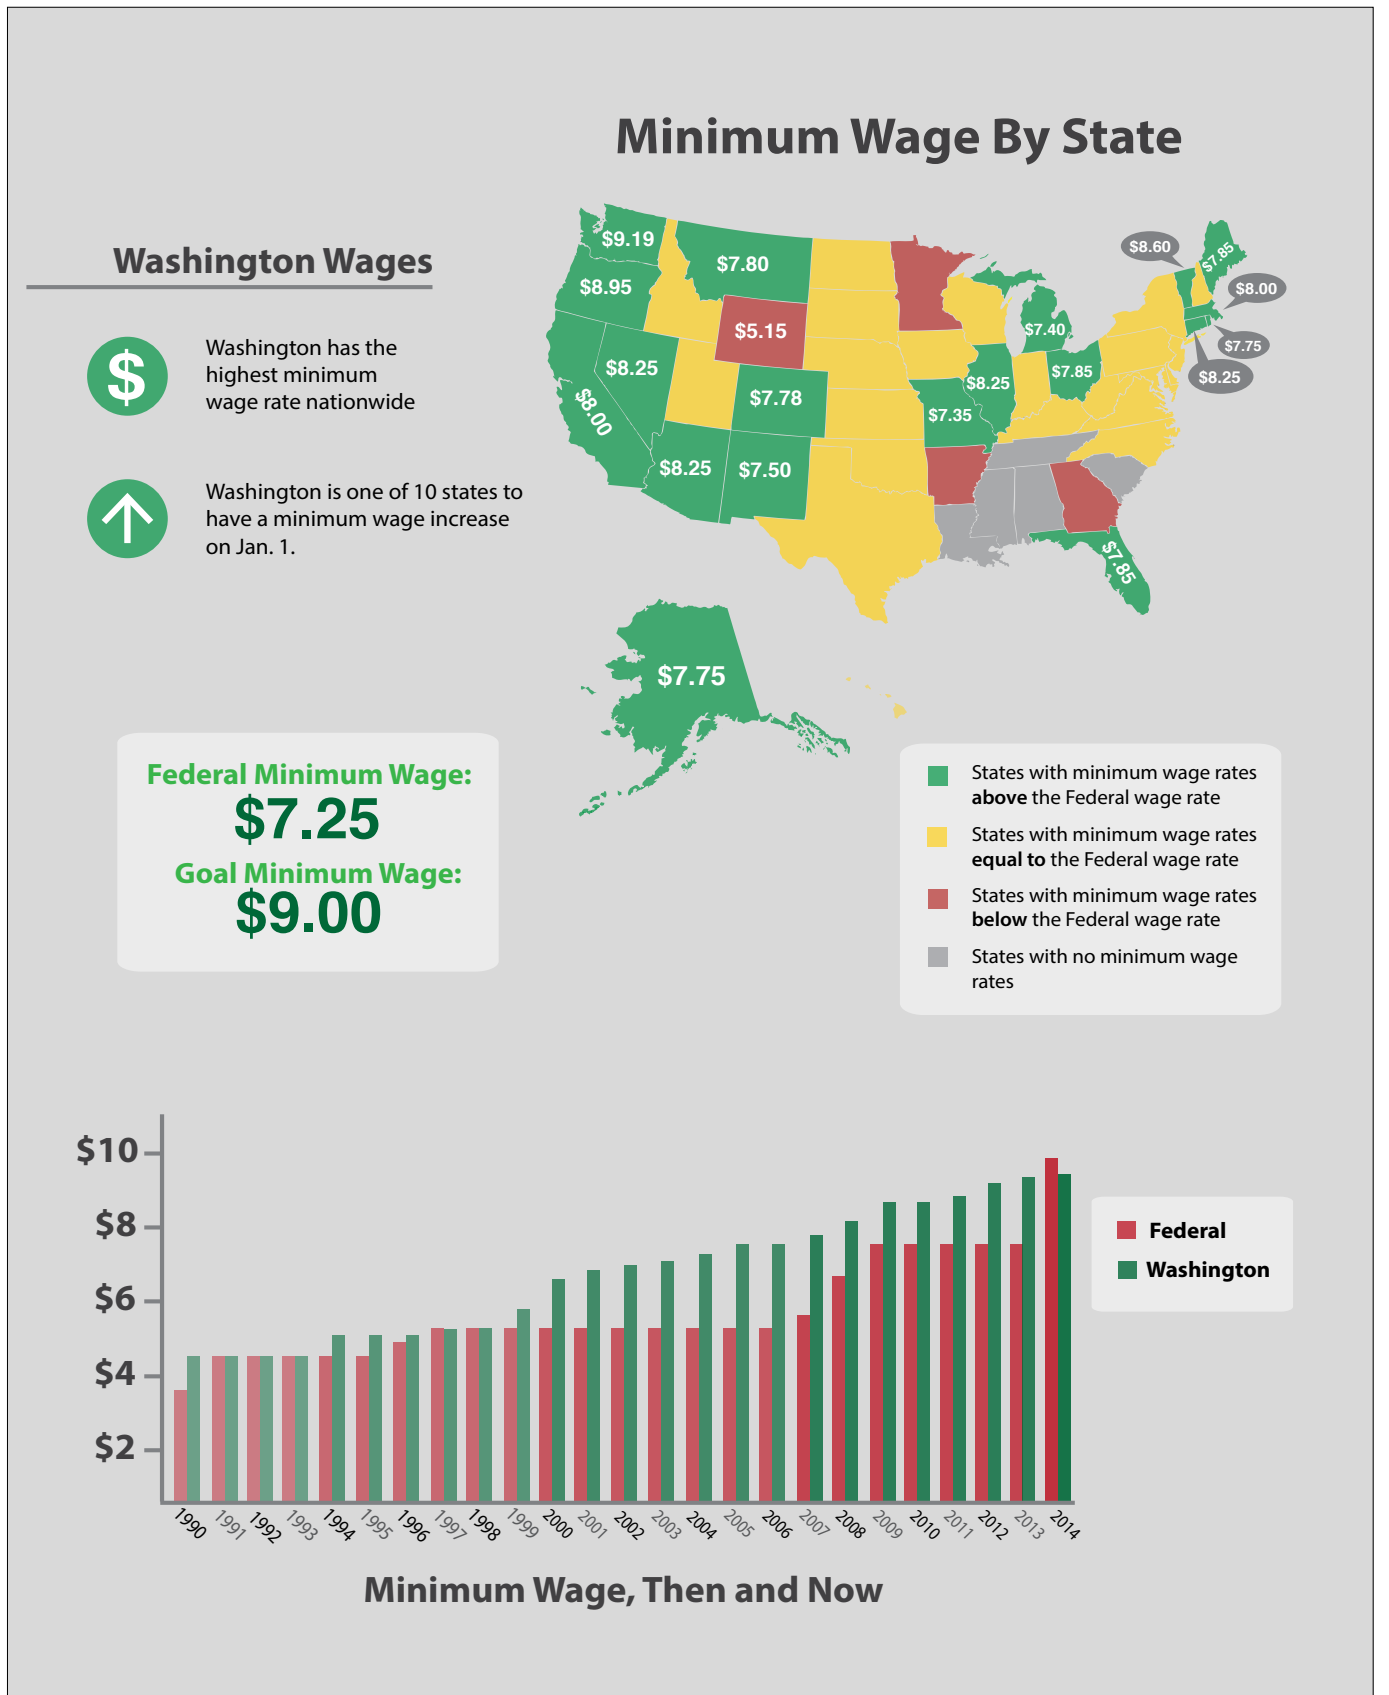 Minimum Wage By State
Washington Wages
$
Washington has the
highest minimum
wage rate nationwide
Washington is one of 10 states to
have a minimum wage increase
on Jan. 1.
$9.19
$8.95
$7.80
$5.15
$8.25
$8.00
$7.78
$8.25
$7.50
$7.35
$8.25
$7.40
$7.85
$8.60
$7.85
$8.00
$7.75
$8.25
$7.85
$7.75
Federal Minimum Wage:
$7.25
Goal Minimum Wage:
$9.00
States with minimum wage rates
above the Federal wage rate
States with minimum wage rates
equal to the Federal wage rate
States with minimum wage rates
below the Federal wage rate
States with no minimum wage
rates
$10
$8
$6
$4
$2
Federal
Washington
1990 1991 1992 1993 1994 1995 1996 1997 1998 1999 2000 2001 2002 2003 2004 2005 2006 2007 2008 2009 2010 2011 2012 2013 2014
Minimum Wage, Then and Now